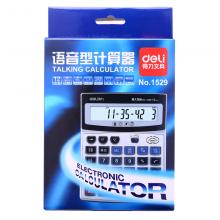 deli
得力文具
语音型计算器
TALKING CALCULATOR
No.1529
11-35-42 3
ELECTRONIC
CALCULATOR